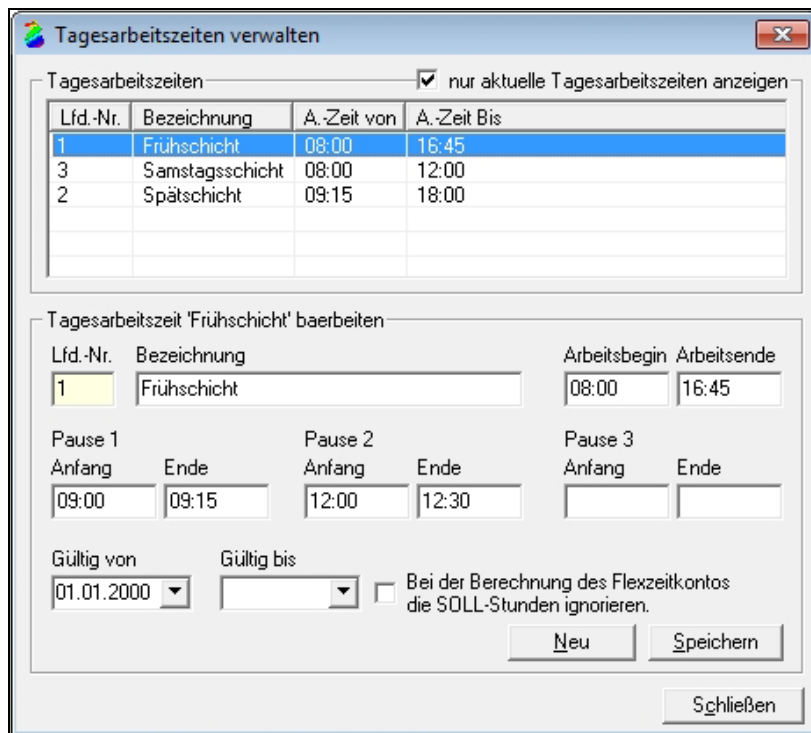 Tagesarbeitszeiten verwalten
Tagesarbeitszeiten nur aktuelle Tagesarbeitszeiten anzeigen
Lfd.-Nr. Bezeichnung A.-Zeit von A.-Zeit Bis
1 Frühschicht 08:00 16:45
3 Samstagsschicht 08:00 12:00
2 Spätschicht 09:15 18:00
Tagesarbeitszeit 'Frühschicht' baerbeiten
Lfd.-Nr. Bezeichnung Arbeitsbegin Arbeitsende
1 Frühschicht 08:00 16:45
Pause 1 Pause 2 Pause 3
Anfang Ende Anfang Ende Anfang Ende
09:00 09:15 12:00 12:30
Gültig von Gültig bis
01.01.2000
Bei der Berechnung des Flexzeitkontos
die SOLL-Stunden ignorieren.
Neu Speichern
Schließen